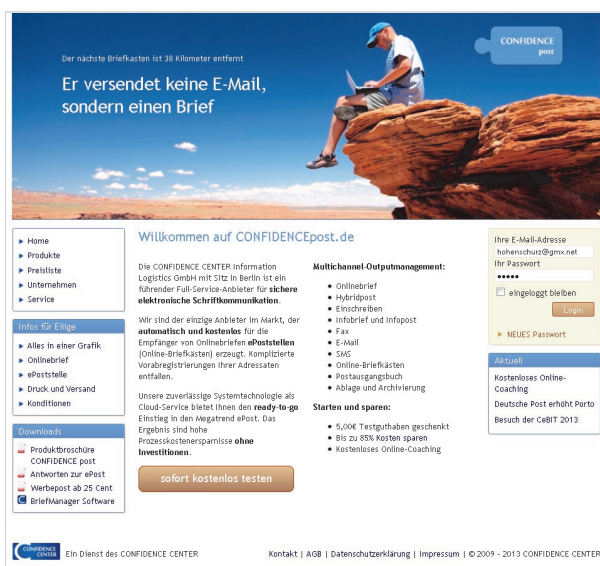 Der nächste Briefkasten ist 38 Kilometer entfernt
Er versendet keine E-Mail,
sondern einen Brief
CONFIDENCE
post
Home
Produkte
Preisliste
Unternehmen
Service
Infos für Eilige
Alles in einer Grafik
Onlinebrief
ePoststelle
Druck und Versand
Konditionen
Downloads
Produktbroschüre
CONFIDENCE post
Antworten zur ePost
Werbepost ab 25 Cent
BriefManager Software
Willkommen auf CONFIDENCEpost.de
Die CONFIDENCE CENTER Information
Logistics GmbH mit Sitz in Berlin ist ein
führender Full-Service-Anbieter für sichere
elektronische Schriftkommunikation.
Wir sind der einzige Anbieter im Markt, der
automatisch und kostenlos für die
Empfänger von Onlinebriefen ePoststellen
(Online-Briefkästen) erzeugt. Komplizierte
Vorabregistrierungen Ihrer Adressaten
entfallen.
Unsere zuverlässige Systemtechnologie als
Cloud-Service bietet Ihnen den ready-to-go
Einstieg in den Megatrend ePost. Das
Ergebnis sind hohe
Prozesskostenersparnisse ohne
Investitionen.
sofort kostenlos testen
Multichannel-Outputmanagement:
Onlinebrief
Hybridpost
Einschreiben
Infobrief und Infopost
Fax
E-Mail
SMS
Online-Briefkästen
Postausgangsbuch
Ablage und Archivierung
Starten und sparen:
5,00€ Testguthaben geschenkt
Bis zu 85% Kosten sparen
Kostenloses Online-Coaching
Ihre E-Mail-Adresse
hohenschurz@gmx.net
Ihr Passwort
•••••
eingeloggt bleiben
Login
NEUES Passwort
Aktuell
Kostenloses Online-
Coaching
Deutsche Post erhöht Porto
Besuch der CeBIT 2013
CONFIDENCE
CENTER
Ein Dienst des CONFIDENCE CENTER
Kontakt | AGB | Datenschutzerklärung | Impressum | © 2009 - 2013 CONFIDENCE CENTER